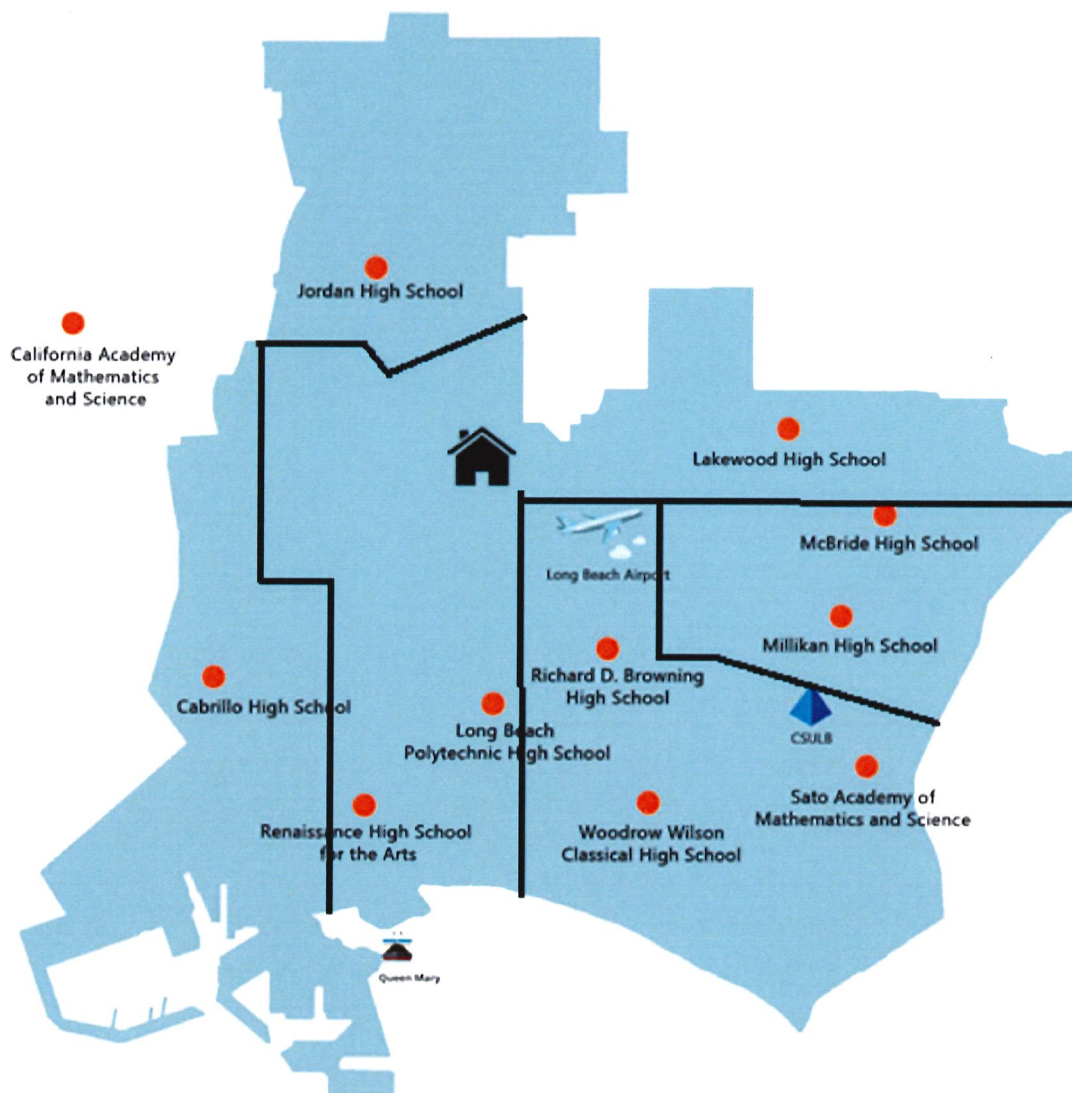 Jordan High School
California Academy
of Mathematics
and Science
Lakewood High School
McBride High School
Long Beach Airport
Millikan High School
Richard D. Browning
High School
Cabrillo High School
Long Beach
Polytechnic High School
CSULB
Sato Academy of
Mathematics and Science
Renaissance High School
for the Arts
Woodrow Wilson
Classical High School
Queen Mary